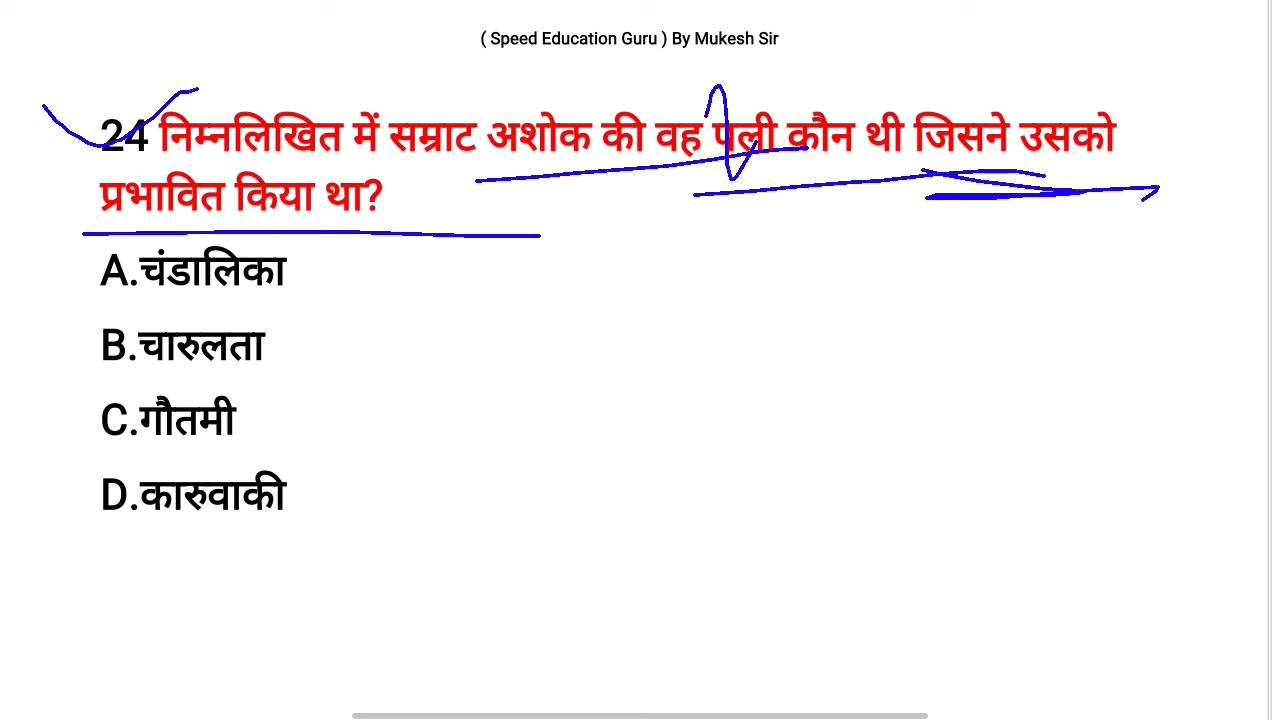 ( Speed Education Guru ) By Mukesh Sir
24 निम्नलिखित में सम्राट अशोक की वह पत्नी कौन थी जिसने उसको
प्रभावित किया था?
A.चंडालिका
B.चारुलता
C.गौतमी
D.कारुवाकी